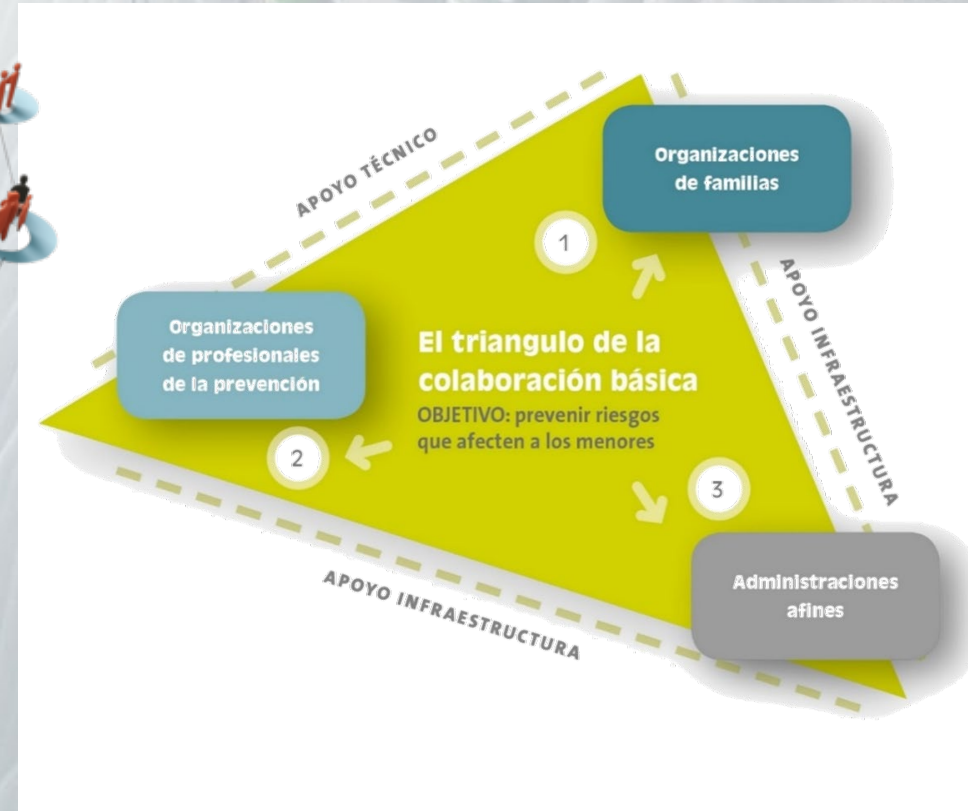 APOYO TÉCNICO
Organizaciones
de familias
1
APOYO INFRAESTRUCTURA
Organizaciones
de profesionales
de la prevención
El triangulo de la
colaboración básica
OBJETIVO: prevenir riesgos
que afecten a los menores
2
3
APOYO INFRAESTRUCTURA
Administraciones
afines